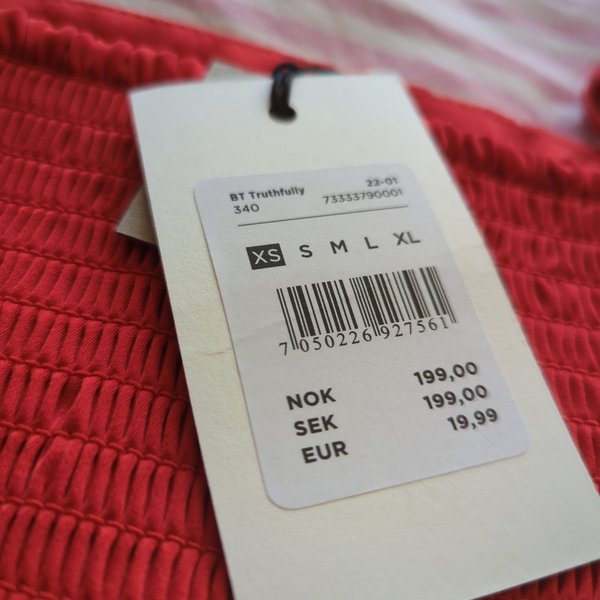 BT Truthfully 22-01
340 73333790001
XS S M L XL
7 050226 927561
NOK 199,00
SEK 199,00
EUR 19,99